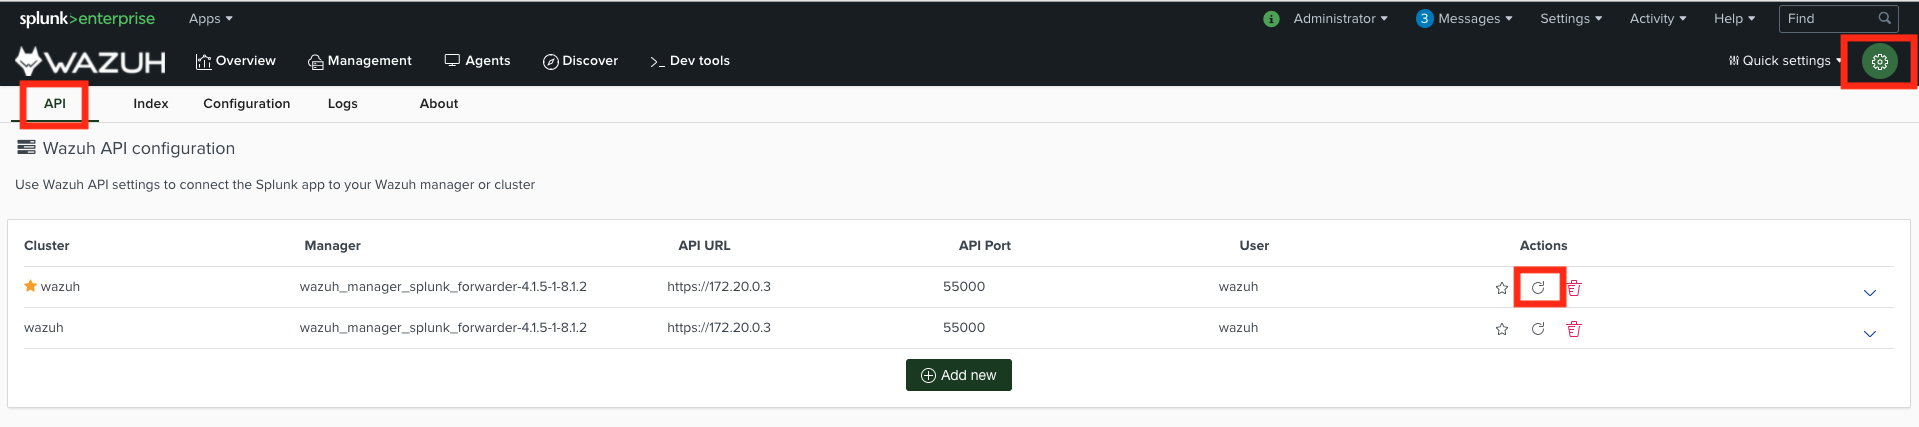 splunk>enterprise Apps i Administrator 3 Messages Settings Activity Help Find
WAZUH Overview Management Agents Discover >_ Dev tools Quick settings
API Index Configuration Logs About
Wazuh API configuration
Use Wazuh API settings to connect the Splunk app to your Wazuh manager or cluster
Cluster Manager API URL API Port User Actions
wazuh wazuh_manager_splunk_forwarder-4.1.5-1-8.1.2 https://172.20.0.3 55000 wazuh
wazuh wazuh_manager_splunk_forwarder-4.1.5-1-8.1.2 https://172.20.0.3 55000 wazuh
Add new